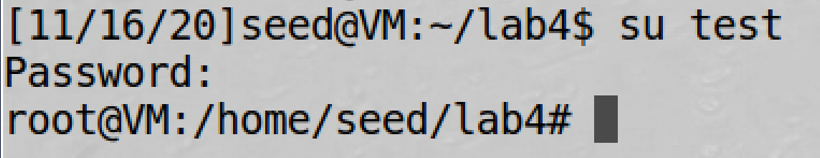 [11/16/20]seed@VM:~/lab4$ su test
Password:
root@VM:/home/seed/lab4#